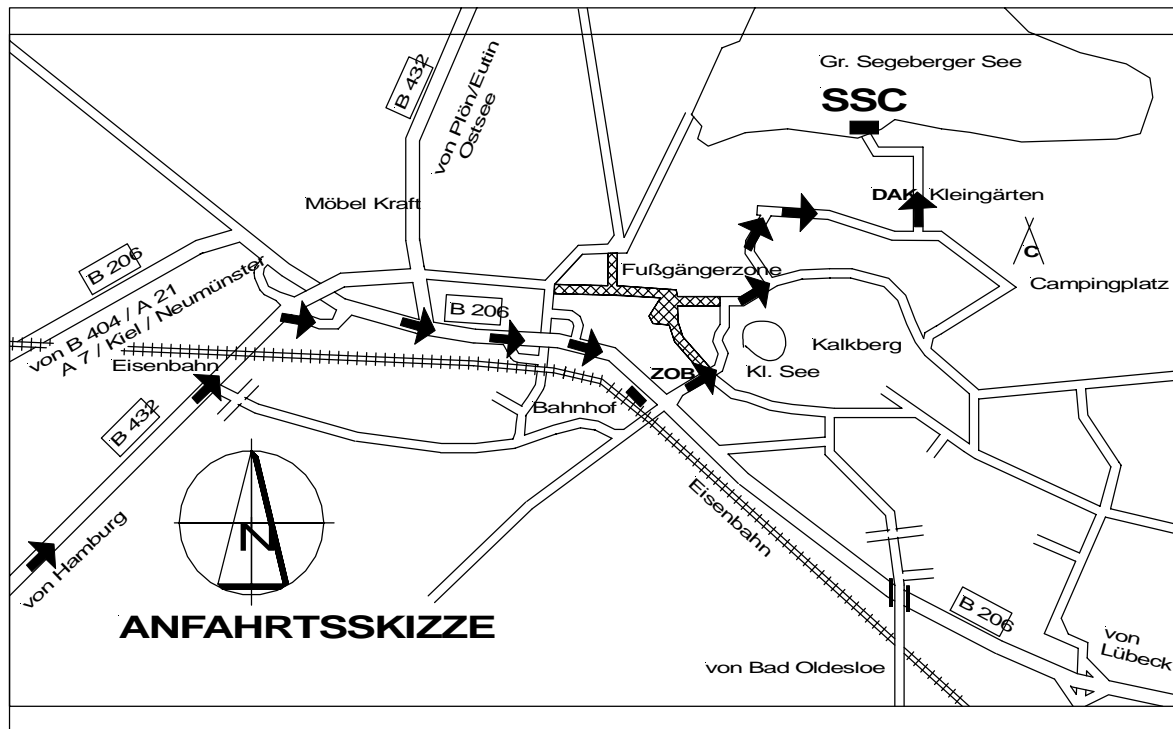 Gr. Segeberger See
SSC
B 432
von Plön/Eutin
Ostsee
Möbel Kraft
DAK Kleingärten
C
Campingplatz
B 206
von B 404 / A 21
A 7 / Kiel / Neumünster
Fußgängerzone
B 206
Eisenbahn
Kalkberg
ZOB
Kl. See
Bahnhof
B 432
Eisenbahn
von Hamburg
N
ANFAHRTSSKIZZE
B 206
von
Lübeck
von Bad Oldesloe